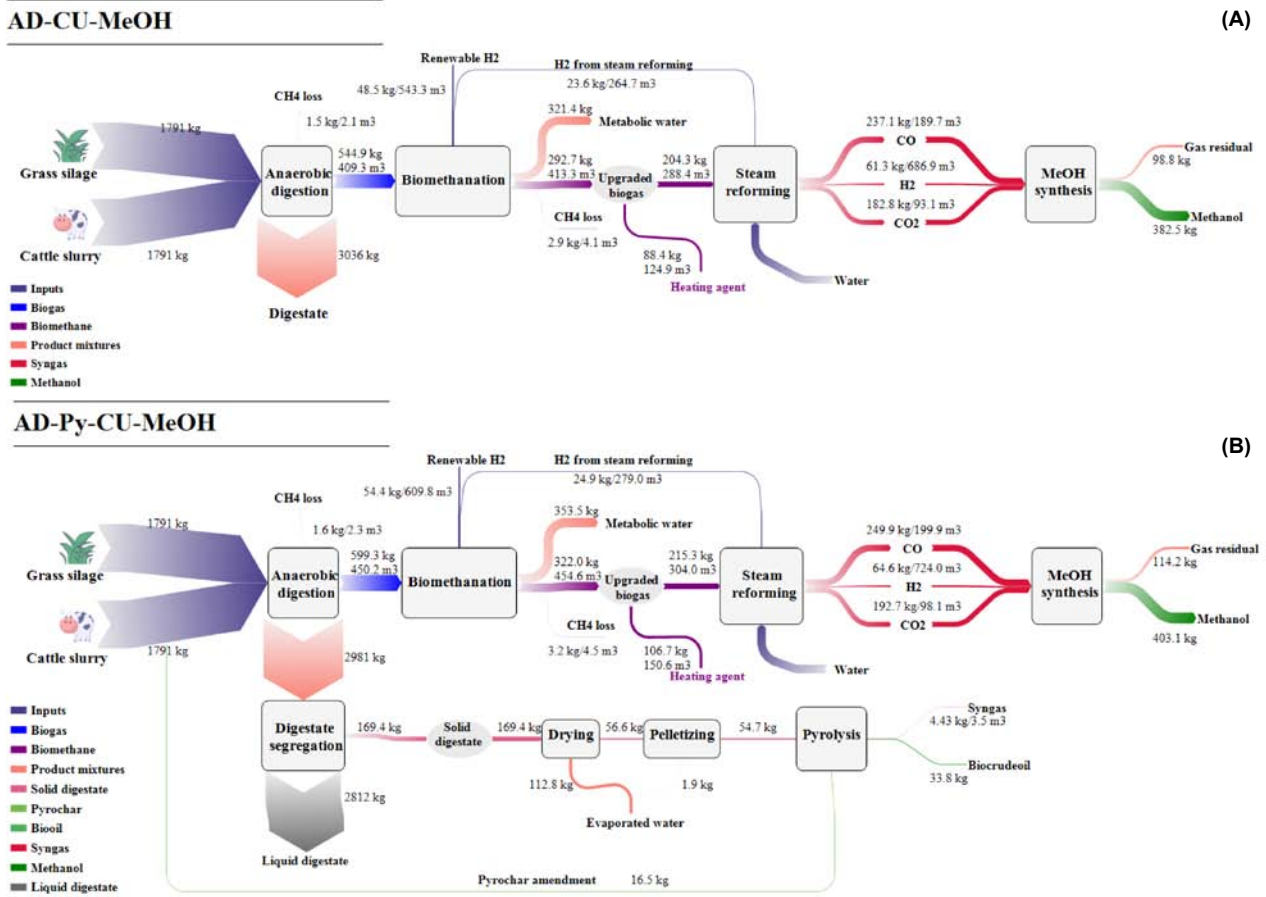 AD-CU-MeOH
(A)
Renewable H2
H2 from steam reforming
23.6 kg/264.7 m3
48.5 kg/543.3 m3
CH4 loss
1.5 kg/2.1 m3
321.4 kg
Metabolic water
1791 kg
Grass silage
Cattle slurry
1791 kg
Anaerobic
digestion
544.9 kg
409.3 m3
Biomethanation
292.7 kg
413.3 m3
Upgraded
biogas
204.3 kg
288.4 m3
Steam
reforming
237.1 kg/189.7 m3
CO
61.3 kg/686.9 m3
H2
182.8 kg/93.1 m3
CO2
MeOH
synthesis
Gas residual
98.8 kg
Methanol
382.5 kg
CH4 loss
2.9 kg/4.1 m3
88.4 kg
124.9 m3
Heating agent
Water
3036 kg
Digestate
Inputs
Biogas
Biomethane
Product mixtures
Syngas
Methanol
AD-Py-CU-MeOH
(B)
Renewable H2
H2 from steam reforming
24.9 kg/279.0 m3
54.4 kg/609.8 m3
CH4 loss
1.6 kg/2.3 m3
353.5 kg
Metabolic water
1791 kg
Grass silage
Cattle slurry
1791 kg
Anaerobic
digestion
599.3 kg
450.2 m3
Biomethanation
322.0 kg
454.6 m3
Upgraded
biogas
215.3 kg
304.0 m3
Steam
reforming
249.9 kg/199.9 m3
CO
64.6 kg/724.0 m3
H2
192.7 kg/98.1 m3
CO2
MeOH
synthesis
Gas residual
114.2 kg
Methanol
403.1 kg
CH4 loss
3.2 kg/4.5 m3
106.7 kg
150.6 m3
Heating agent
Water
2981 kg
Digestate
segregation
169.4 kg
Solid
digestate
169.4 kg
Drying
56.6 kg
Pelletizing
54.7 kg
Pyrolysis
Syngas
4.43 kg/3.5 m3
Biocrudeoil
33.8 kg
2812 kg
Liquid digestate
112.8 kg
Evaporated water
1.9 kg
Pyrochar amendment
16.5 kg
Inputs
Biogas
Biomethane
Product mixtures
Solid digestate
Pyrochar
Biooil
Syngas
Methanol
Liquid digestate